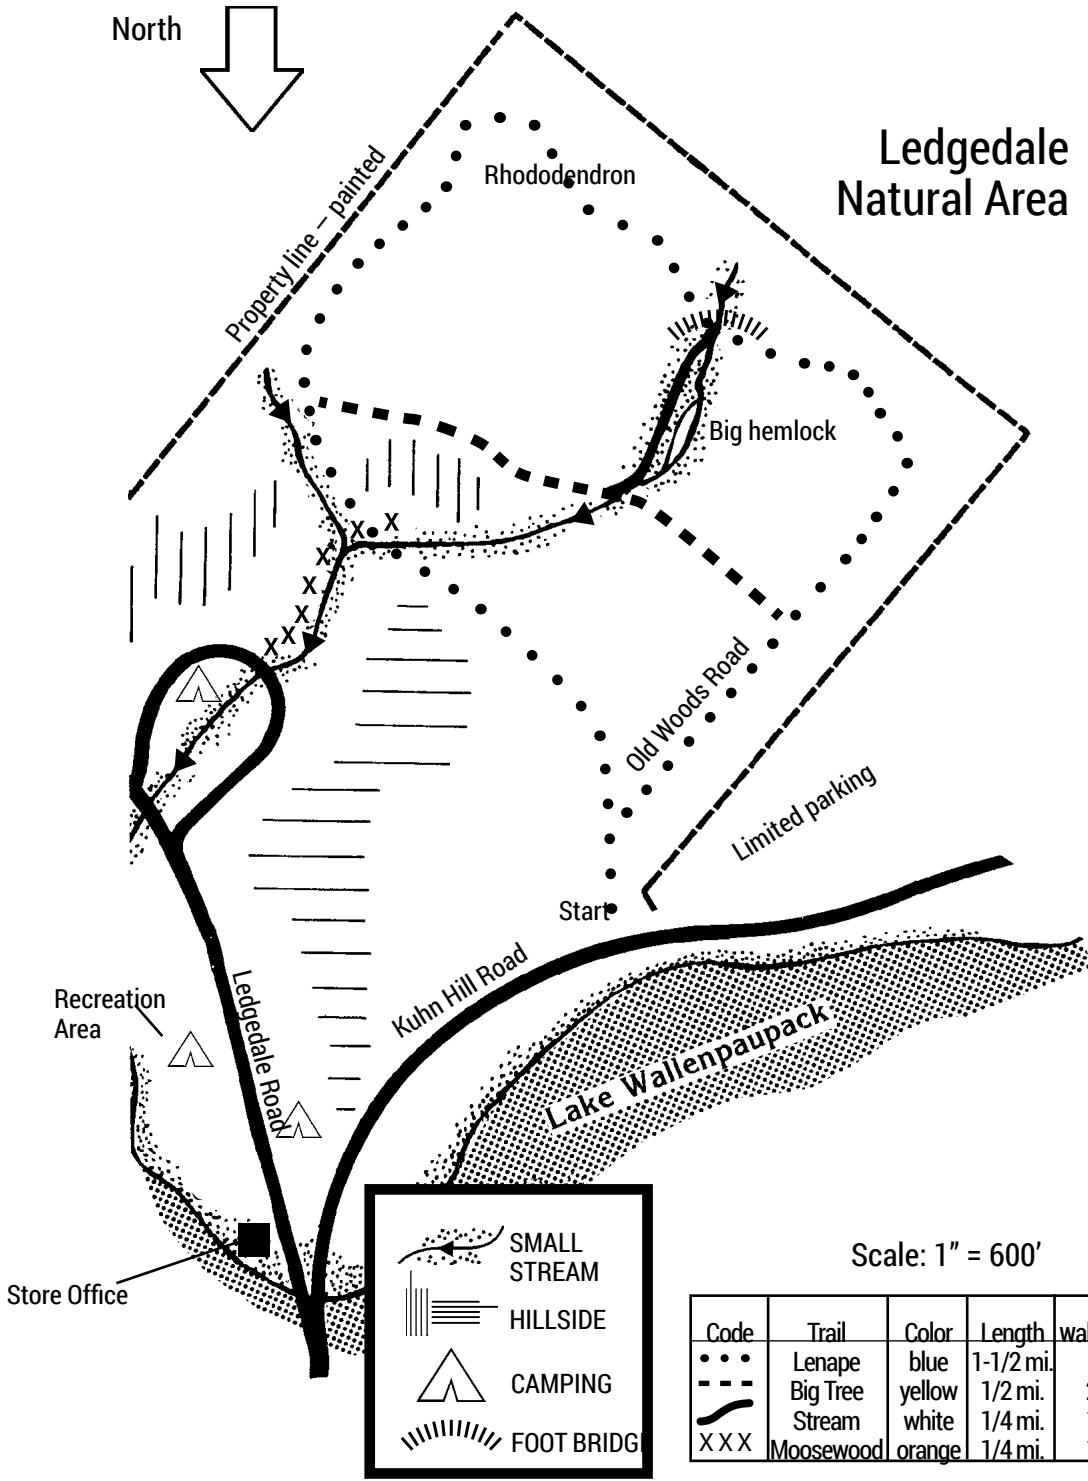 North
Ledgedale
Natural Area
Property line – painted
Rhododendron
Big hemlock
X X
X
X
X
X
X
Old Woods Road
Limited parking
Start
Kuhn Hill Road
Ledgedale Road
Recreation
Area
Lake Wallenpaupack
Store Office
SMALL
STREAM
HILLSIDE
CAMPING
FOOT BRIDG
Scale: 1” = 600’
Code Trail Color Length wal
Lenape blue 1-1/2 mi.
Big Tree yellow 1/2 mi.
Stream white 1/4 mi.
X X X Moosewood orange 1/4 mi.